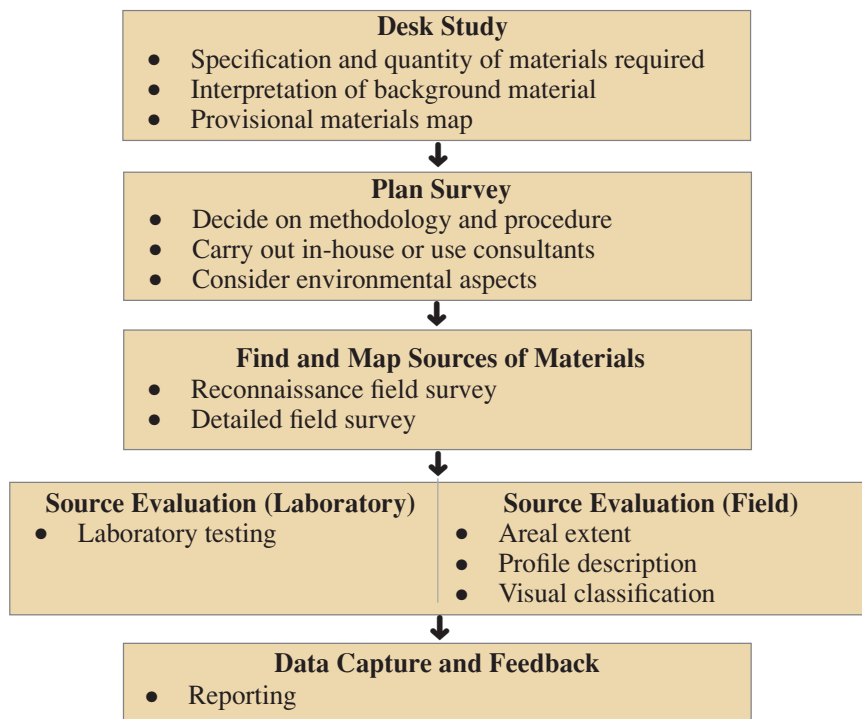 Desk Study
● Specification and quantity of materials required
● Interpretation of background material
● Provisional materials map
Plan Survey
● Decide on methodology and procedure
● Carry out in-house or use consultants
● Consider environmental aspects
Find and Map Sources of Materials
● Reconnaissance field survey
● Detailed field survey
Source Evaluation (Laboratory)
● Laboratory testing
Source Evaluation (Field)
● Areal extent
● Profile description
● Visual classification
Data Capture and Feedback
● Reporting